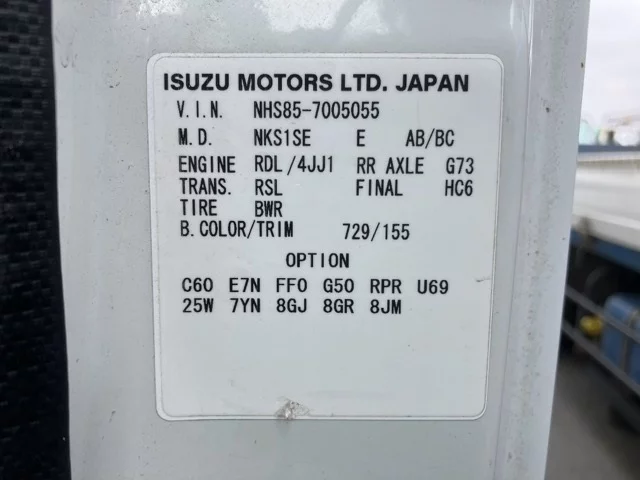 ISUZU MOTORS LTD. JAPAN
V.I.N. NHS85-7005055
M.D. NKS1SE E AB/BC
ENGINE RDL/4JJ1 RR AXLE G73
TRANS. RSL FINAL HC6
TIRE BWR
B.COLOR/TRIM 729/155
OPTION
C60 E7N FF0 G50 RPR U69
25W 7YN 8GJ 8GR 8JM